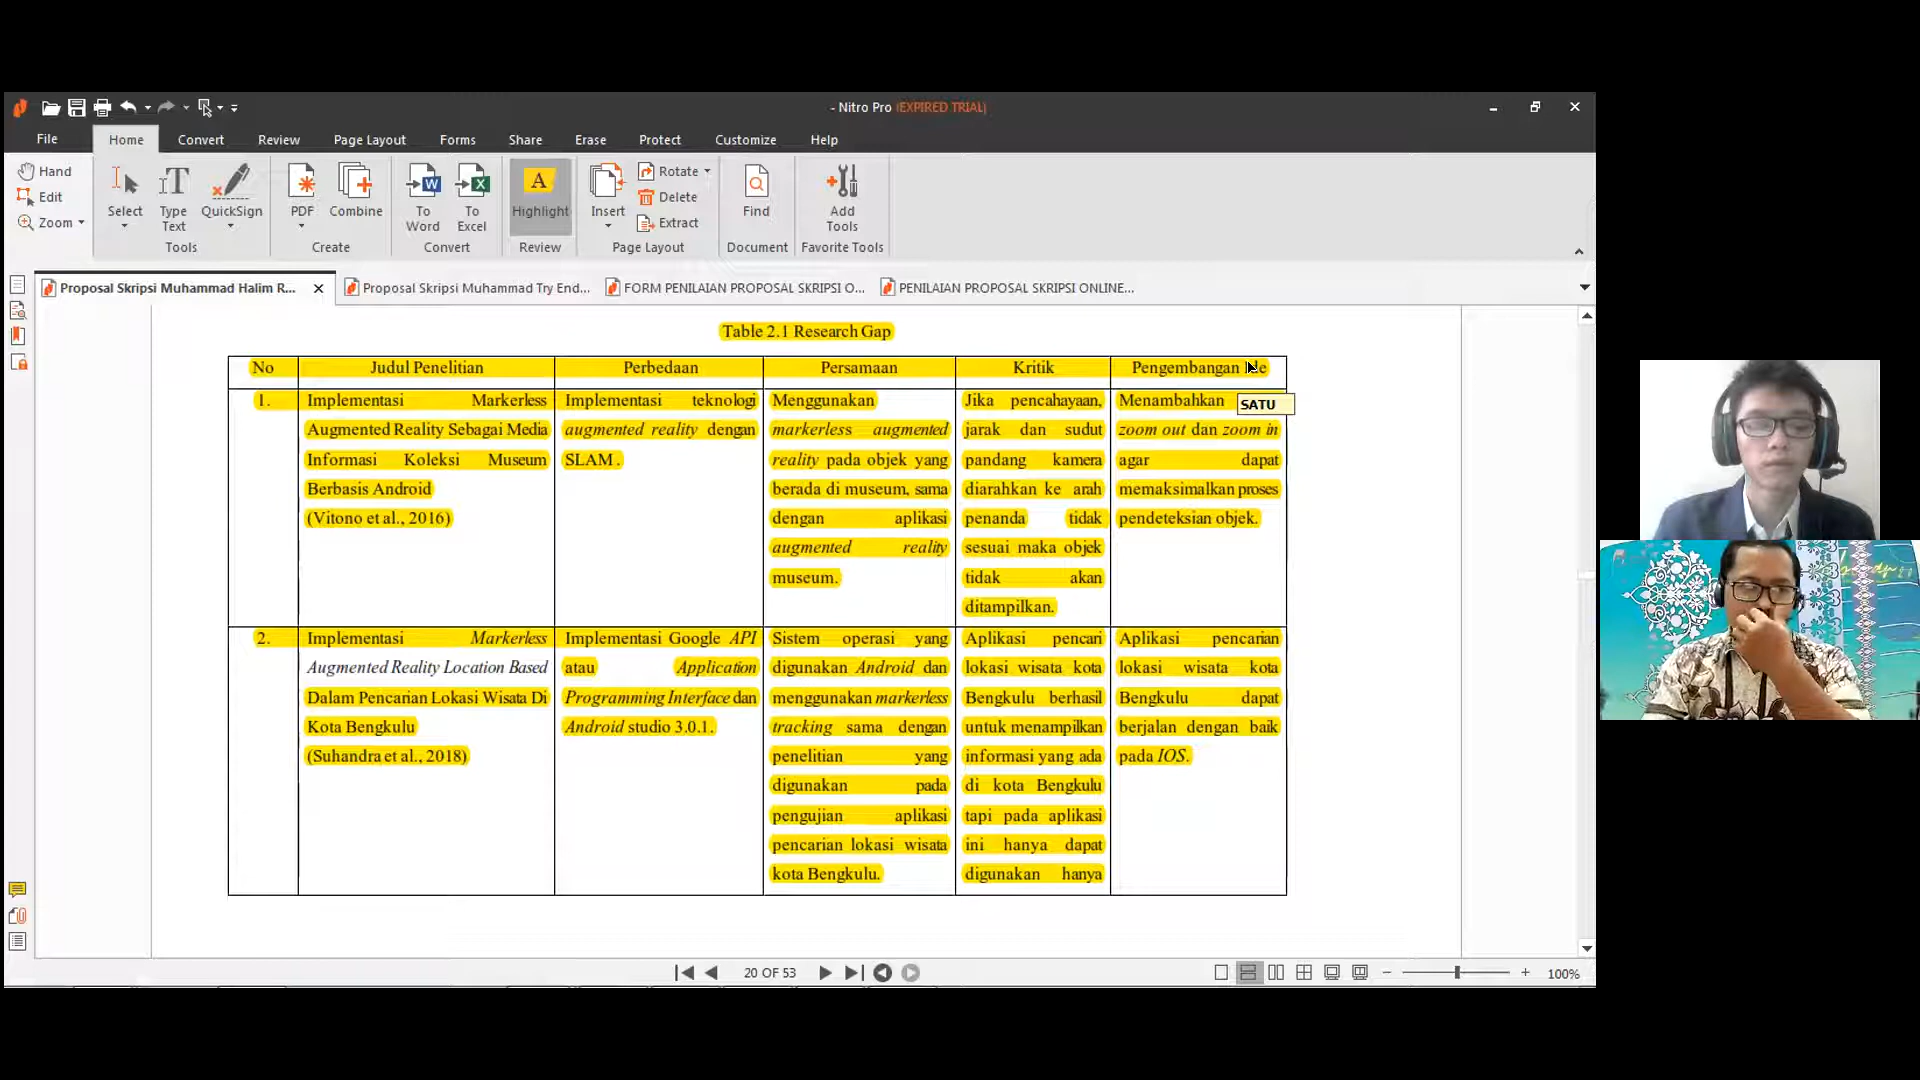 - Nitro Pro (EXPIRED TRIAL)
File Home Convert Review Page Layout Forms Share Erase Protect Customize Help
Hand
Edit
Zoom
Select
Type Text
QuickSign
Tools
PDF
Combine
Create
To Word
To Excel
Convert
Highlight
Review
Insert
Rotate
Delete
Extract
Page Layout
Find
Document
Add Tools
Favorite Tools
Proposal Skripsi Muhammad Halim R...
Proposal Skripsi Muhammad Try End...
FORM PENILAIAN PROPOSAL SKRIPSI O...
PENILAIAN PROPOSAL SKRIPSI ONLINE...
Table 2.1 Research Gap
No
Judul Penelitian
Perbedaan
Persamaan
Kritik
Pengembangan
1.
Implementasi Markerless
Augmented Reality Sebagai Media
Informasi Koleksi Museum
Berbasis Android
(Vitono et al., 2016)
Implementasi teknologi
augmented reality dengan
SLAM .
Menggunakan
markerless augmented
reality pada objek yang
berada di museum, sama
dengan aplikasi
augmented reality
museum.
Jika pencahayaan,
jarak dan sudut
pandang kamera
diarahkan ke arah
penanda tidak
sesuai maka objek
tidak akan
ditampilkan.
Menambahkan
SATU
zoom out dan zoom in
agar dapat
memaksimalkan proses
pendeteksian objek.
2.
Implementasi Markerless
Augmented Reality Location Based
Dalam Pencarian Lokasi Wisata Di
Kota Bengkulu
(Suhandra et al., 2018)
Implementasi Google API
atau Application
Programming Interface dan
Android studio 3.0.1.
Sistem operasi yang
digunakan Android dan
menggunakan markerless
tracking sama dengan
penelitian yang
digunakan pada
pengujian aplikasi
pencarian lokasi wisata
kota Bengkulu.
Aplikasi pencari
lokasi wisata kota
Bengkulu berhasil
untuk menampilkan
informasi yang ada
di kota Bengkulu
tapi pada aplikasi
ini hanya dapat
digunakan hanya
Aplikasi pencarian
lokasi wisata kota
Bengkulu dapat
berjalan dengan baik
pada IOS.
20 OF 53
100%